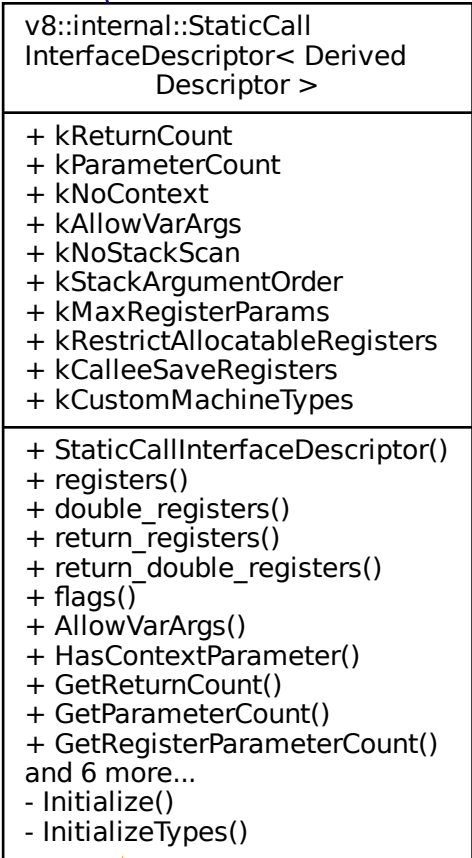 v8::internal::StaticCall
InterfaceDescriptor< Derived
Descriptor >
+ kReturnCount
+ kParameterCount
+ kNoContext
+ kAllowVarArgs
+ kNoStackScan
+ kStackArgumentOrder
+ kMaxRegisterParams
+ kRestrictAllocatableRegisters
+ kCalleeSaveRegisters
+ kCustomMachineTypes
+ StaticCallInterfaceDescriptor()
+ registers()
+ double_registers()
+ return_registers()
+ return_double_registers()
+ flags()
+ AllowVarArgs()
+ HasContextParameter()
+ GetReturnCount()
+ GetParameterCount()
+ GetRegisterParameterCount()
and 6 more...
- Initialize()
- InitializeTypes()